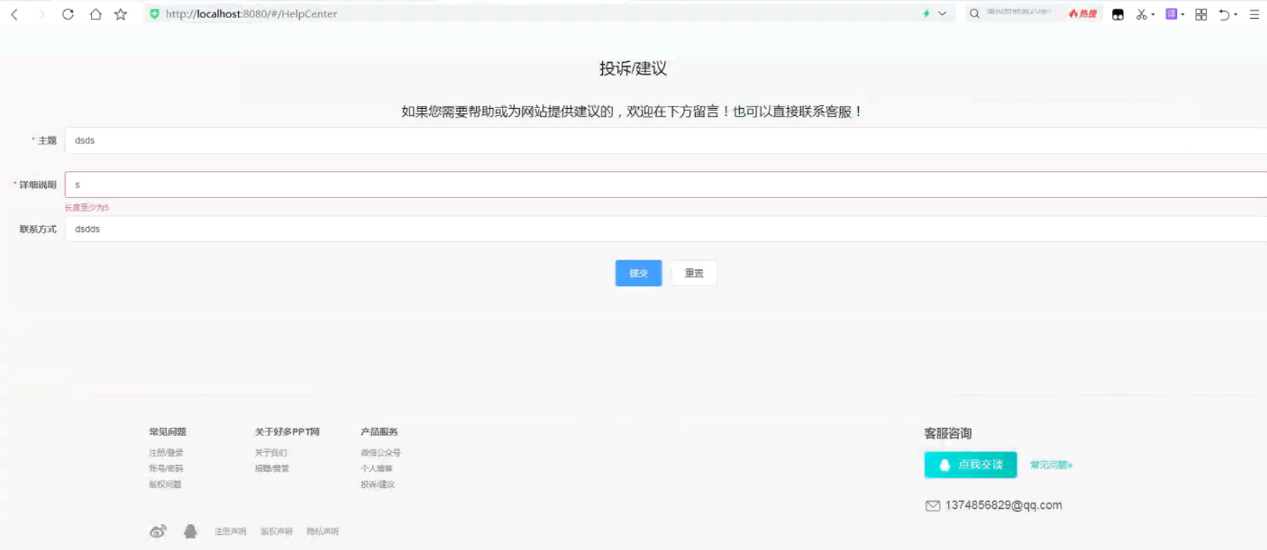 http://localhost:8080/#/HelpCenter
热搜
译
投诉/建议
如果您需要帮助或为网站提供建议的，欢迎在下方留言！也可以直接联系客服！
* 主题 dsds
* 详细说明 s
长度至少为5
联系方式 dsdds
提交 重置
常见问题 关于好多PPT网 产品服务 客服咨询
注册/登录 关于我们 微信公众号
点我交谈 常见问题»
账号/密码 捐赠/赞赏 个人博客
版权问题 投诉/建议
1374856829@qq.com
注册声明 版权声明 隐私声明